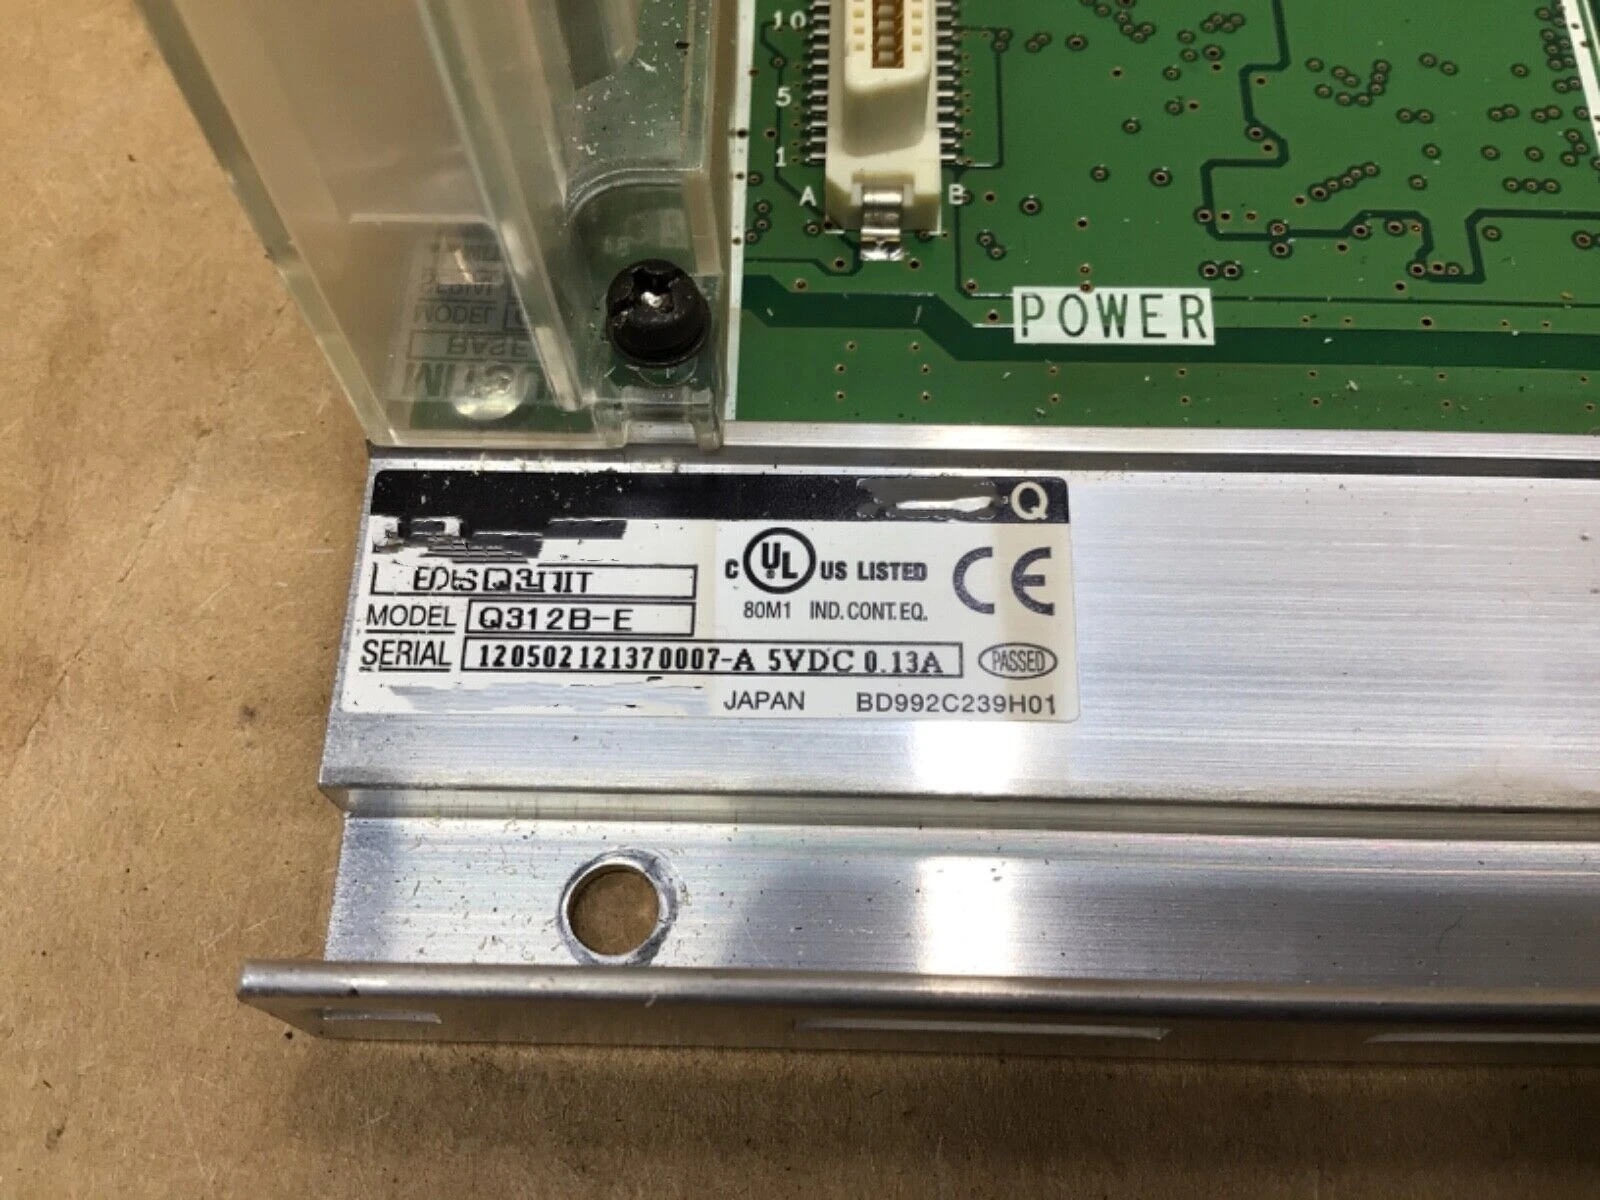 10
5
1
A B
POWER
Q
MODEL Q312B-E
C UL US LISTED CE
80M1 IND. CONT. EQ.
SERIAL 120502121370007-A 5VDC 0.13A PASSED
JAPAN BD992C239H01